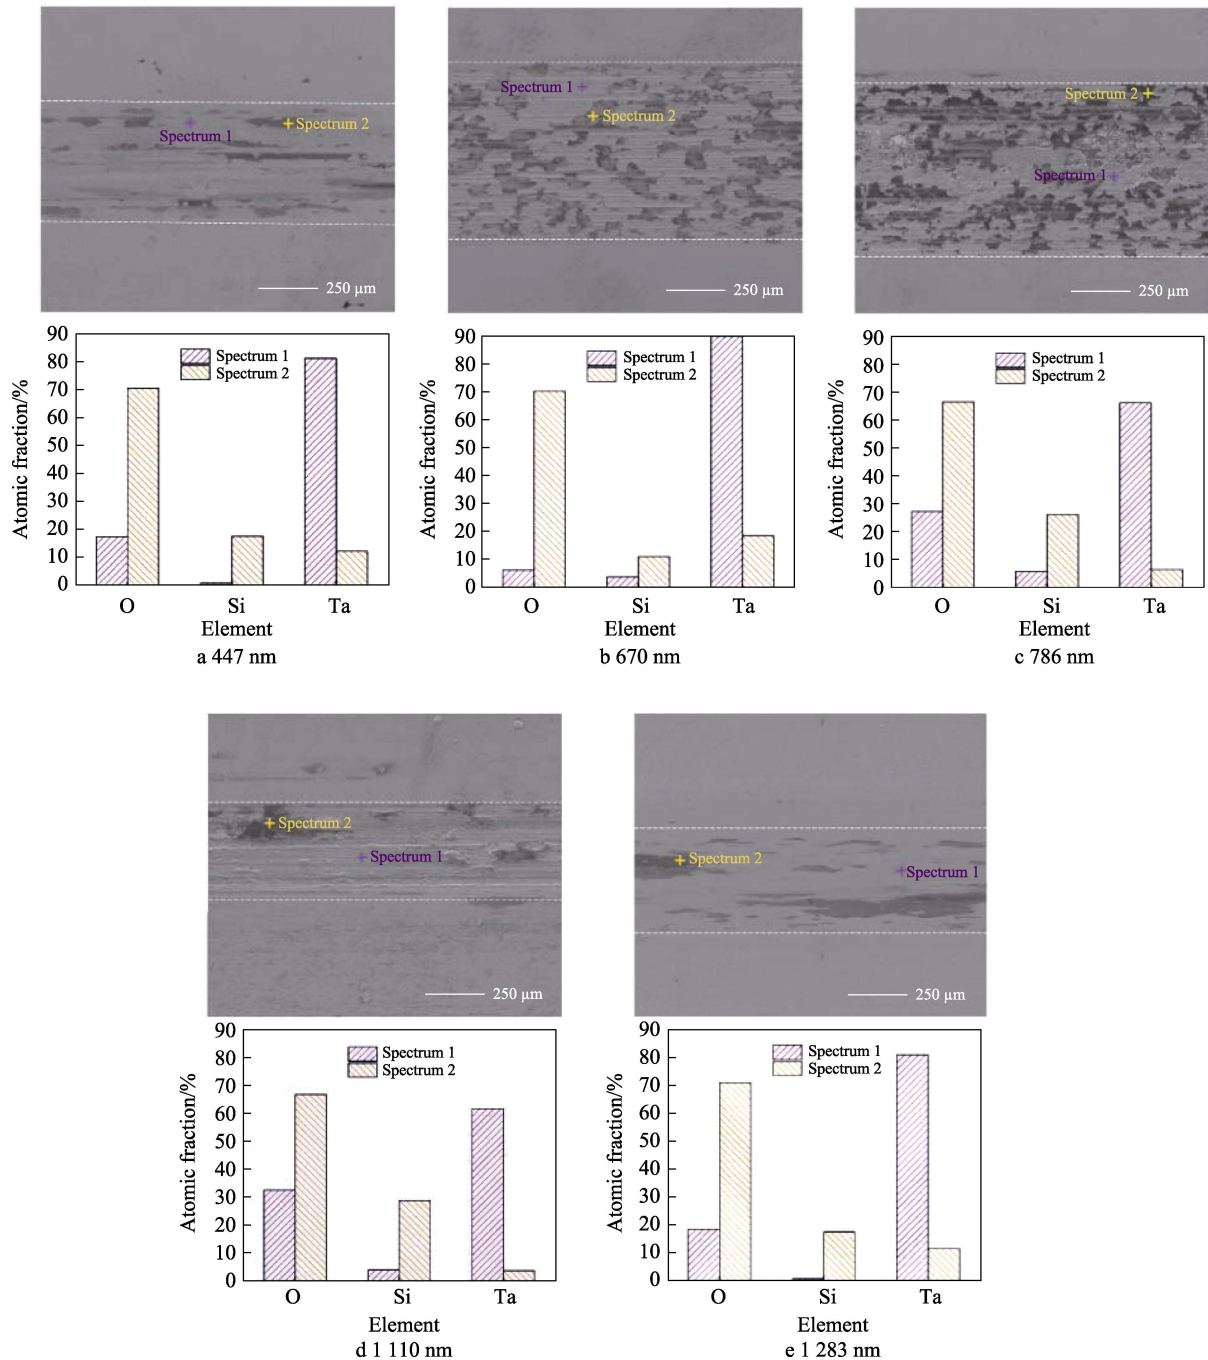 Spectrum 1
Spectrum 2
250 µm
Spectrum 1
Spectrum 2
250 µm
Spectrum 2
Spectrum 1
250 µm
Atomic fraction/%
90
80
70
60
50
40
30
20
10
0
Spectrum 1
Spectrum 2
O Si Ta
Element
a 447 nm
Atomic fraction/%
90
80
70
60
50
40
30
20
10
0
Spectrum 1
Spectrum 2
O Si Ta
Element
b 670 nm
Atomic fraction/%
90
80
70
60
50
40
30
20
10
0
Spectrum 1
Spectrum 2
O Si Ta
Element
c 786 nm
Spectrum 2
Spectrum 1
250 µm
Spectrum 2
Spectrum 1
250 µm
Atomic fraction/%
90
80
70
60
50
40
30
20
10
0
Spectrum 1
Spectrum 2
O Si Ta
Element
d 1 110 nm
Atomic fraction/%
90
80
70
60
50
40
30
20
10
0
Spectrum 1
Spectrum 2
O Si Ta
Element
e 1 283 nm